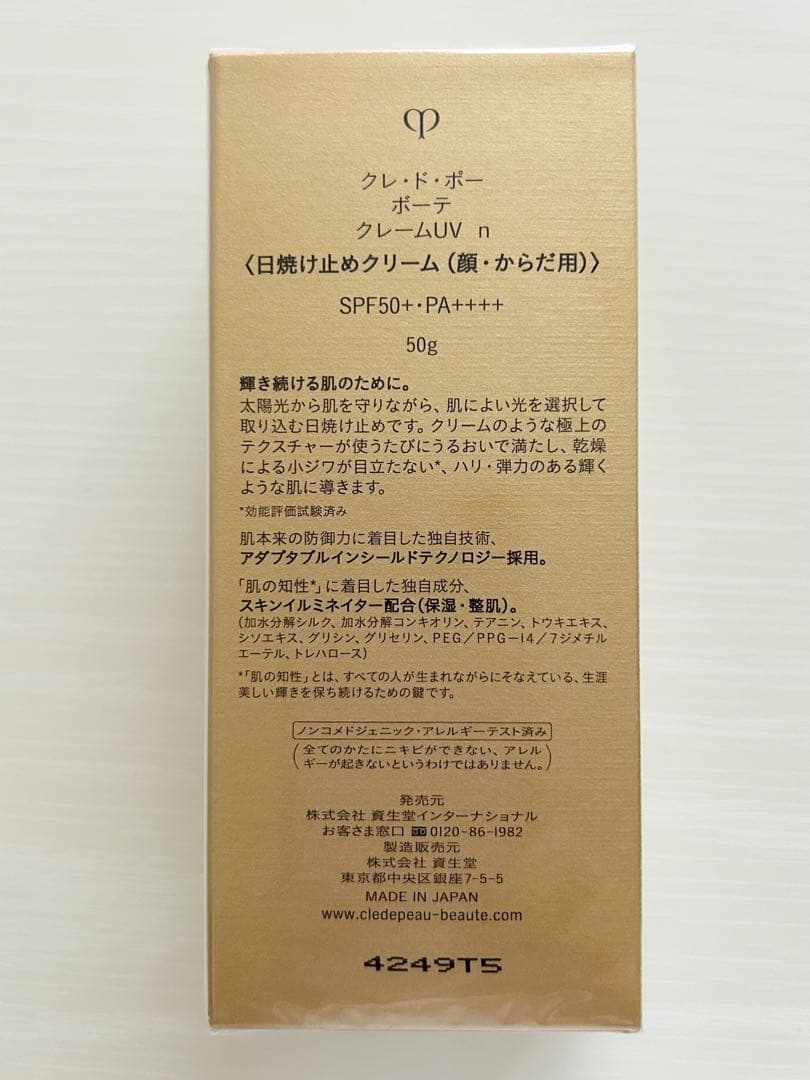 クレ・ド・ポー
ボーテ
クレームUV n
〈日焼け止めクリーム(顔・からだ用)〉
SPF50+・PA++++
50g
輝き続ける肌のために。
太陽光から肌を守りながら、肌によい光を選択して
取り込む日焼け止めです。クリームのような極上の
テクスチャーが使うたびにうるおいで満たし、乾燥
による小ジワが目立たない*、ハリ・弾力のある輝く
ような肌に導きます。
*効能評価試験済み
肌本来の防御力に着目した独自技術、
アダプタブルインシールドテクノロジー採用。
「肌の知性*」に着目した独自成分、
スキンイルミネイター配合(保湿・整肌)。
(加水分解シルク、加水分解コンキオリン、テアニン、トウキエキス、
シソエキス、グリシン、グリセリン、PEG/PPG-14/7ジメチル
エーテル、トレハロース)
*「肌の知性」とは、すべての人が生まれながらにそなえている、生涯
美しい輝きを保ち続けるための鍵です。
ノンコメドジェニック・アレルギーテスト済み
(全てのかたにニキビができない、アレル
ギーが起きないというわけではありません。)
発売元
株式会社 資生堂インターナショナル
お客さま窓口 0120-86-1982
製造販売元
株式会社 資生堂
東京都中央区銀座7-5-5
MADE IN JAPAN
www.cledepeau-beaute.com
4249T5